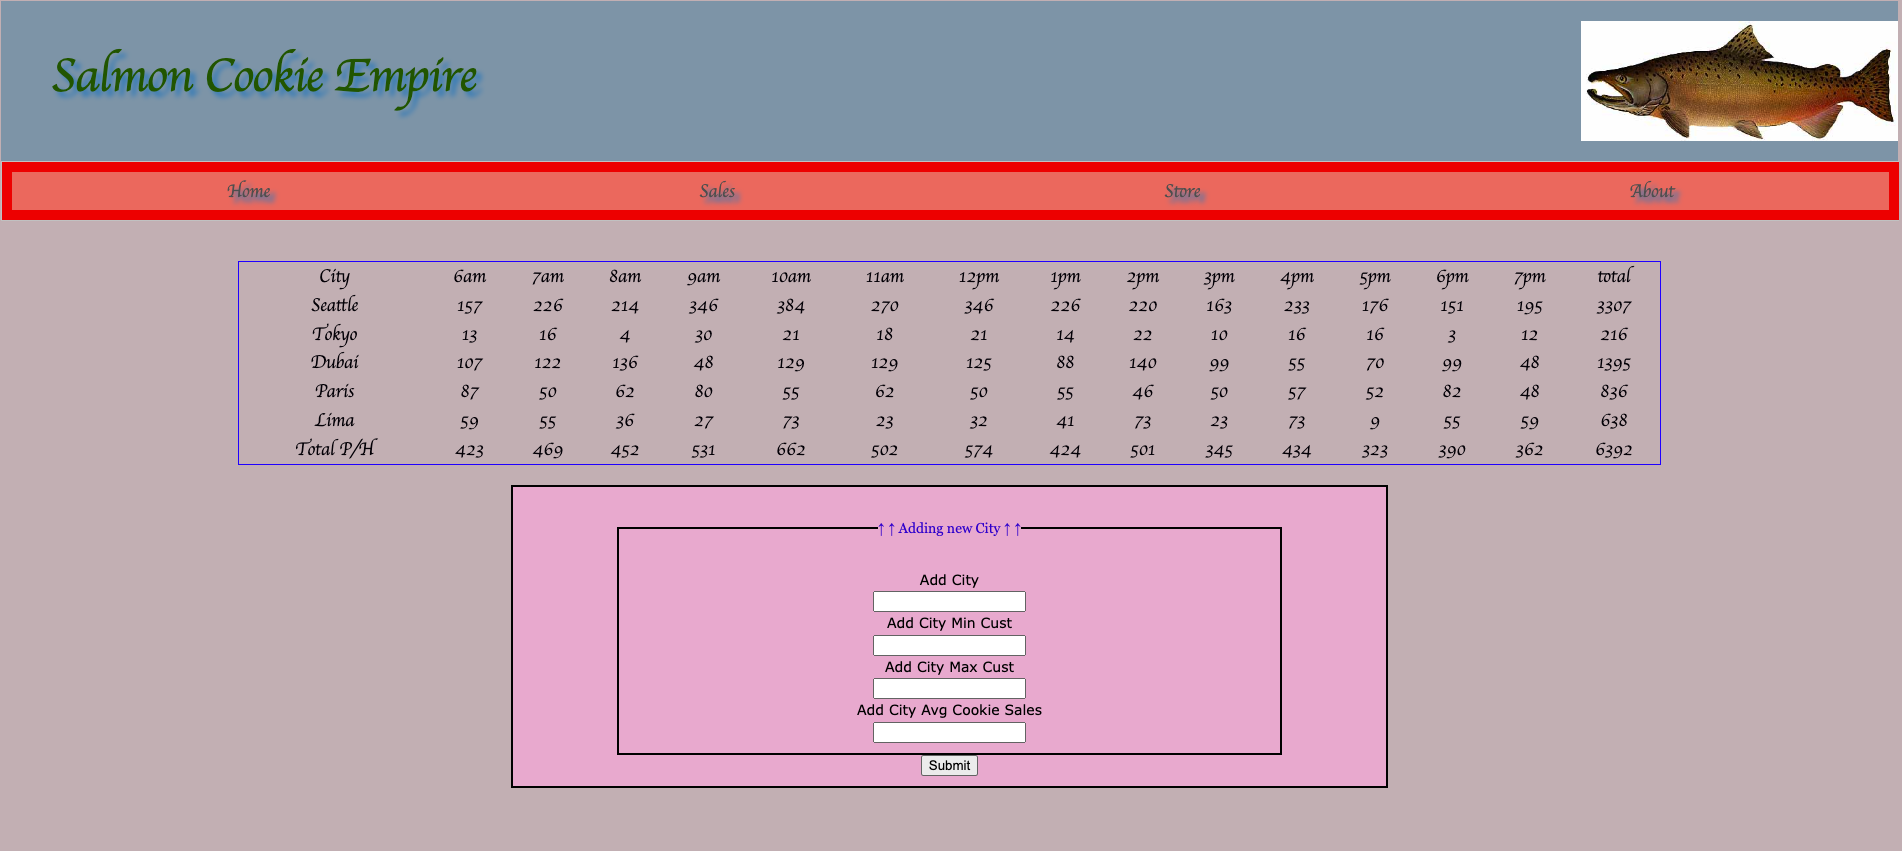 Salmon Cookie Empire
Home Sales Store About
City 6am 7am 8am 9am 10am 11am 12pm 1pm 2pm 3pm 4pm 5pm 6pm 7pm total
Seattle 157 226 214 346 384 270 346 226 220 163 233 176 151 195 3307
Tokyo 13 16 4 30 21 18 21 14 22 10 16 16 3 12 216
Dubai 107 122 136 48 129 129 125 88 140 99 55 70 99 48 1395
Paris 87 50 62 80 55 62 50 55 46 50 57 52 82 48 836
Lima 59 55 36 27 73 23 32 41 73 23 73 9 55 59 638
Total P/H 423 469 452 531 662 502 574 424 501 345 434 323 390 362 6392
↑ ↑ Adding new City ↑ ↑
Add City
Add City Min Cust
Add City Max Cust
Add City Avg Cookie Sales
Submit